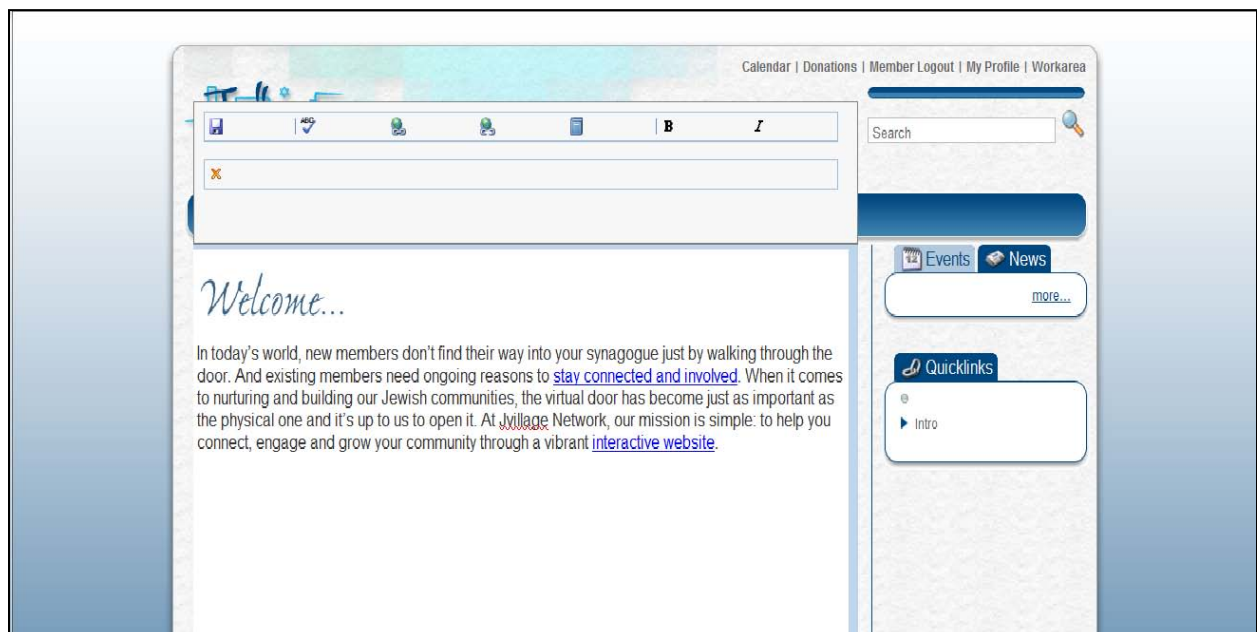 Calendar | Donations | Member Logout | My Profile | Workarea
ABC
B
I
Search
12
Events
News
more...
Welcome...
In today's world, new members don't find their way into your synagogue just by walking through the
door. And existing members need ongoing reasons to stay connected and involved. When it comes
to nurturing and building our Jewish communities, the virtual door has become just as important as
the physical one and it's up to us to open it. At Jvillage Network, our mission is simple: to help you
connect, engage and grow your community through a vibrant interactive website.
Quicklinks
Intro